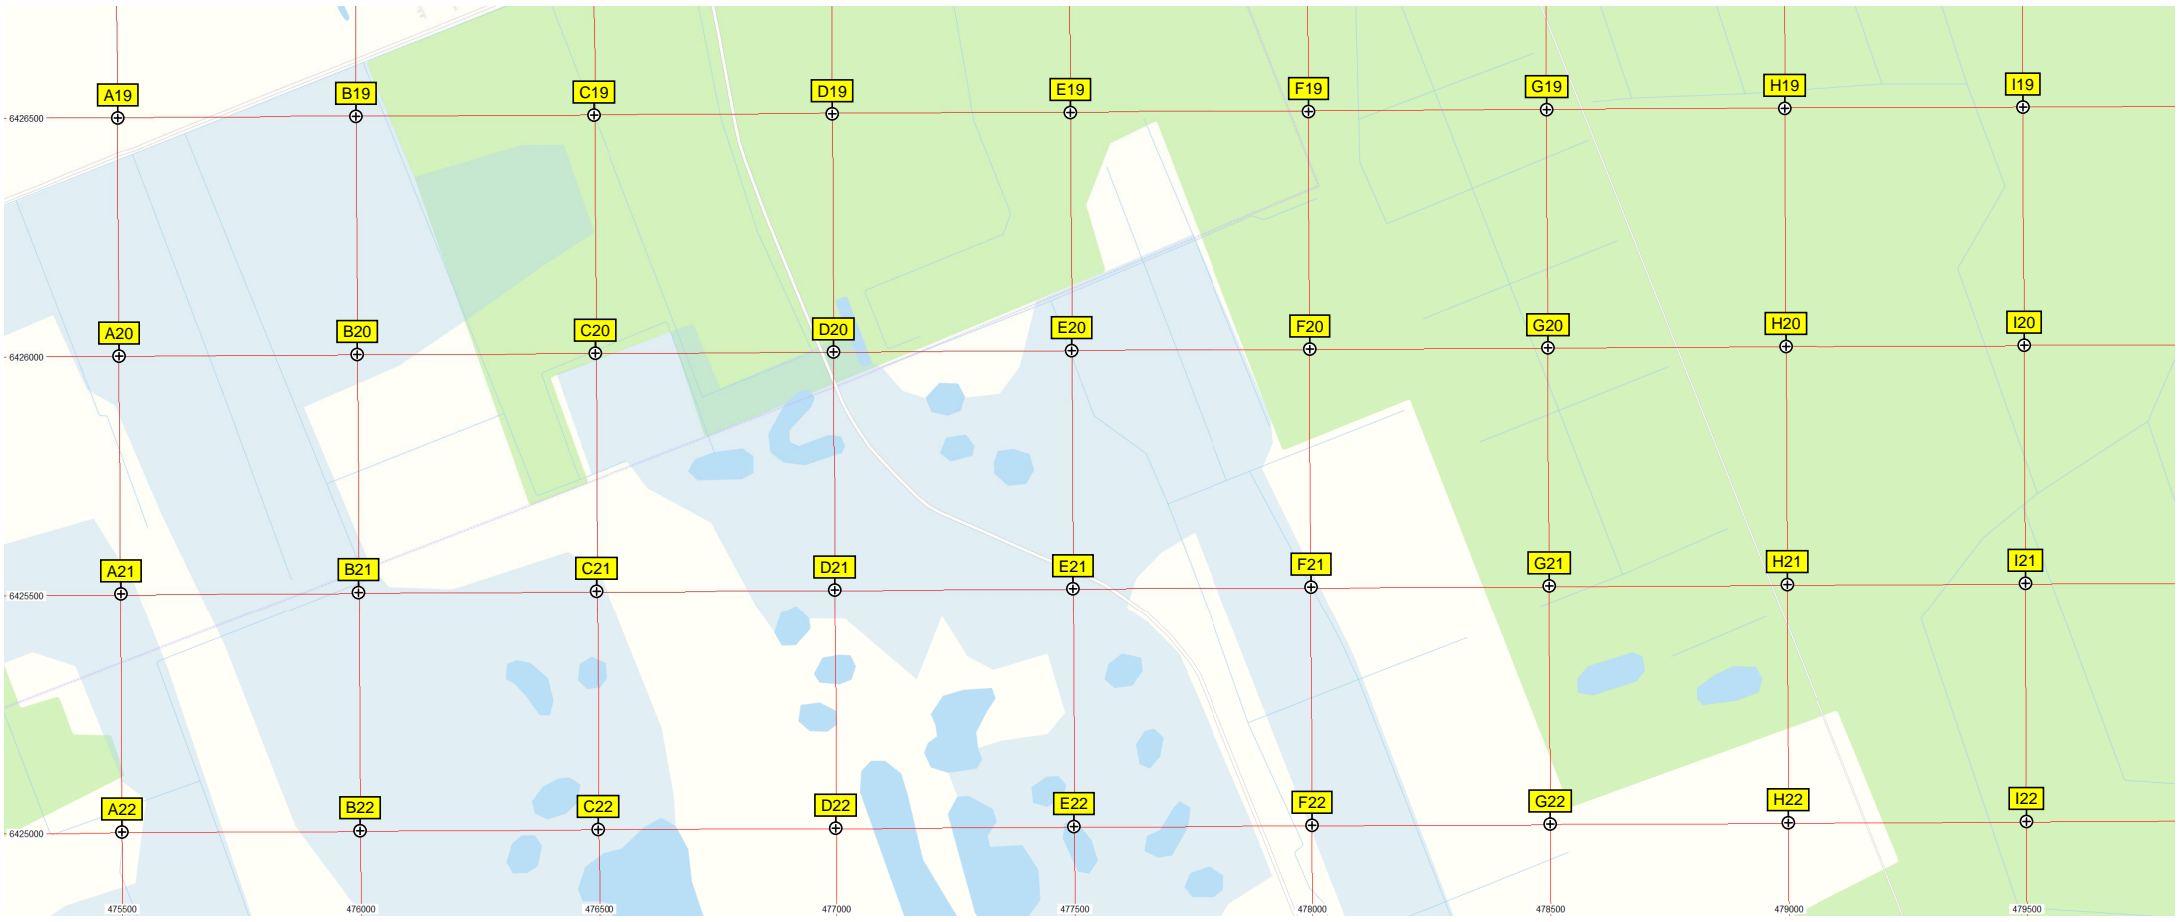 A19 B19 C19 D19 E19 F19 G19 H19 I19
6426500
A20 B20 C20 D20 E20 F20 G20 H20 I20
6426000
A21 B21 C21 D21 E21 F21 G21 H21 I21
6425500
A22 B22 C22 D22 E22 F22 G22 H22 I22
6425000
475500 476000 476500 477000 477500 478000 478500 479000 479500